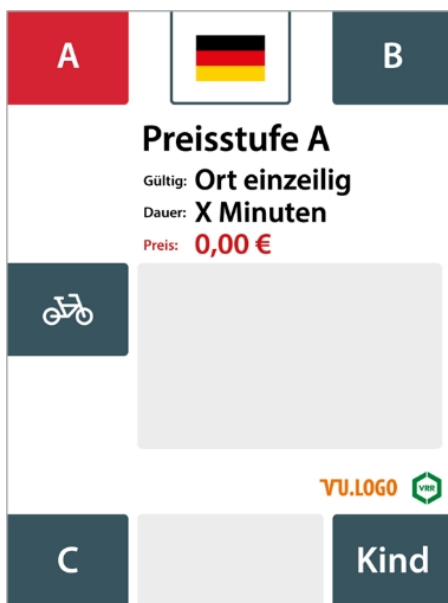 A
B
Preisstufe A
Gültig: Ort einzeilig
Dauer: X Minuten
Preis: 0,00 €
VU.LOGO
VRR
C
Kind